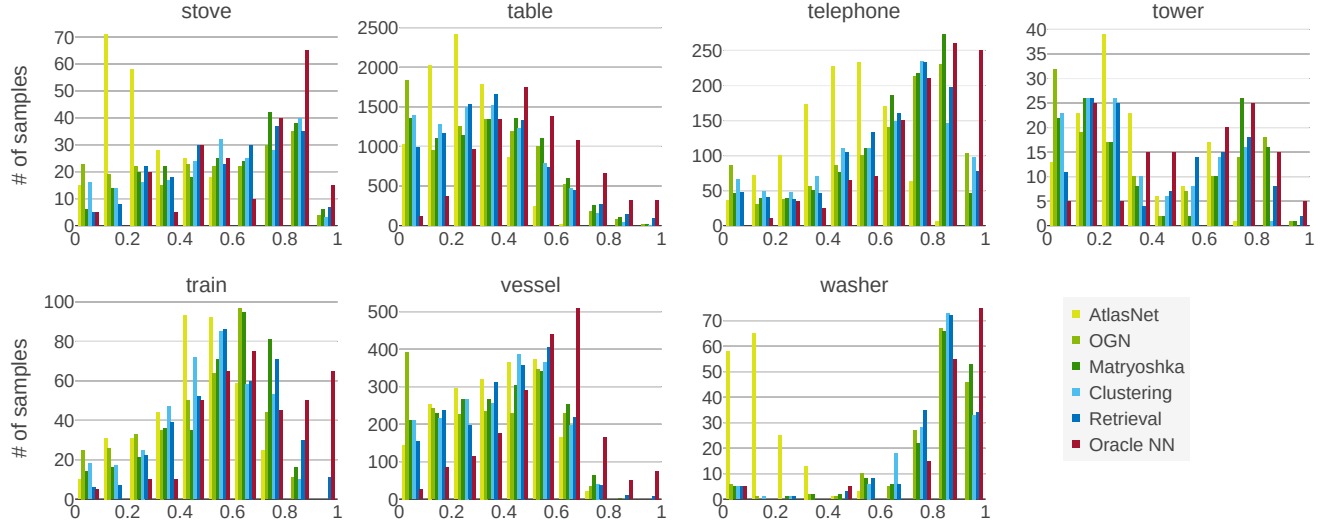 stove
table
telephone
tower
# of samples
70
60
50
40
30
20
10
0
0 0.2 0.4 0.6 0.8 1
2500
2000
1500
1000
500
0
0 0.2 0.4 0.6 0.8 1
250
200
150
100
50
0
0 0.2 0.4 0.6 0.8 1
40
35
30
25
20
15
10
5
0
0 0.2 0.4 0.6 0.8 1
train
vessel
washer
# of samples
100
80
60
40
20
0
0 0.2 0.4 0.6 0.8 1
500
400
300
200
100
0
0 0.2 0.4 0.6 0.8 1
70
60
50
40
30
20
10
0
0 0.2 0.4 0.6 0.8 1
AtlasNet
OGN
Matryoshka
Clustering
Retrieval
Oracle NN